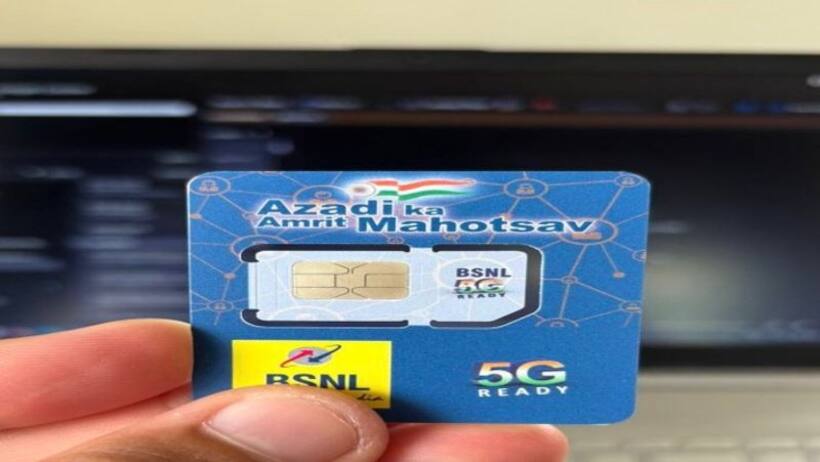 Azadi ka
Amrit Mahotsav
BSNL
5G
READY
BSNL
5G
READY